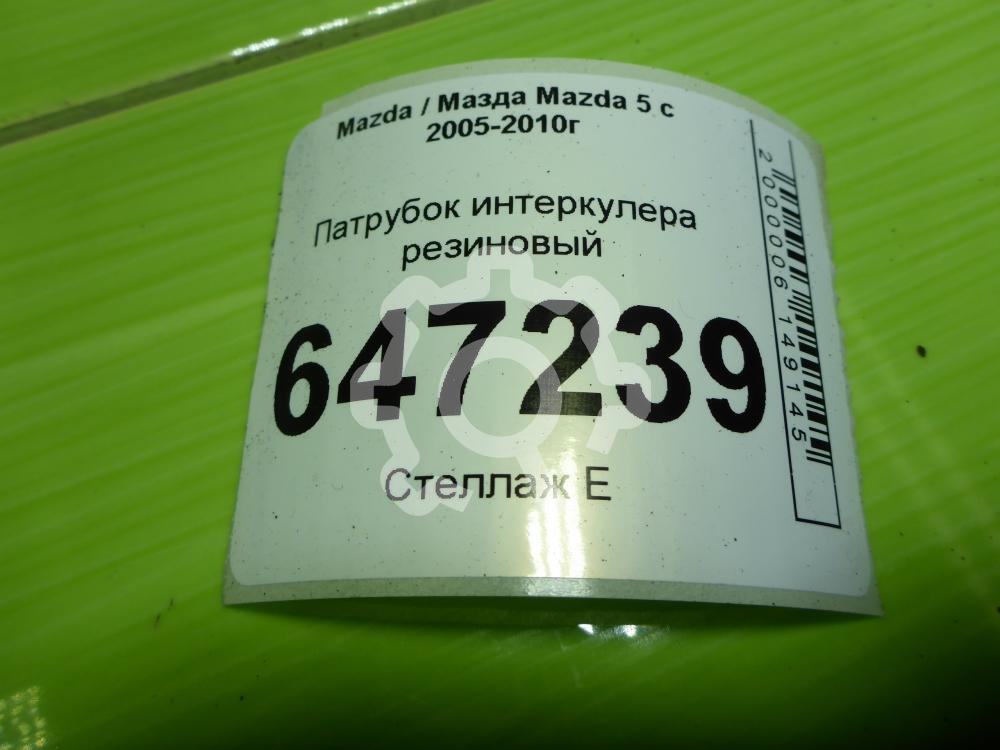 Mazda / Мазда Mazda 5 с
2005-2010г
Патрубок интеркулера
резиновый
647239
Стеллаж Е
2000006149145